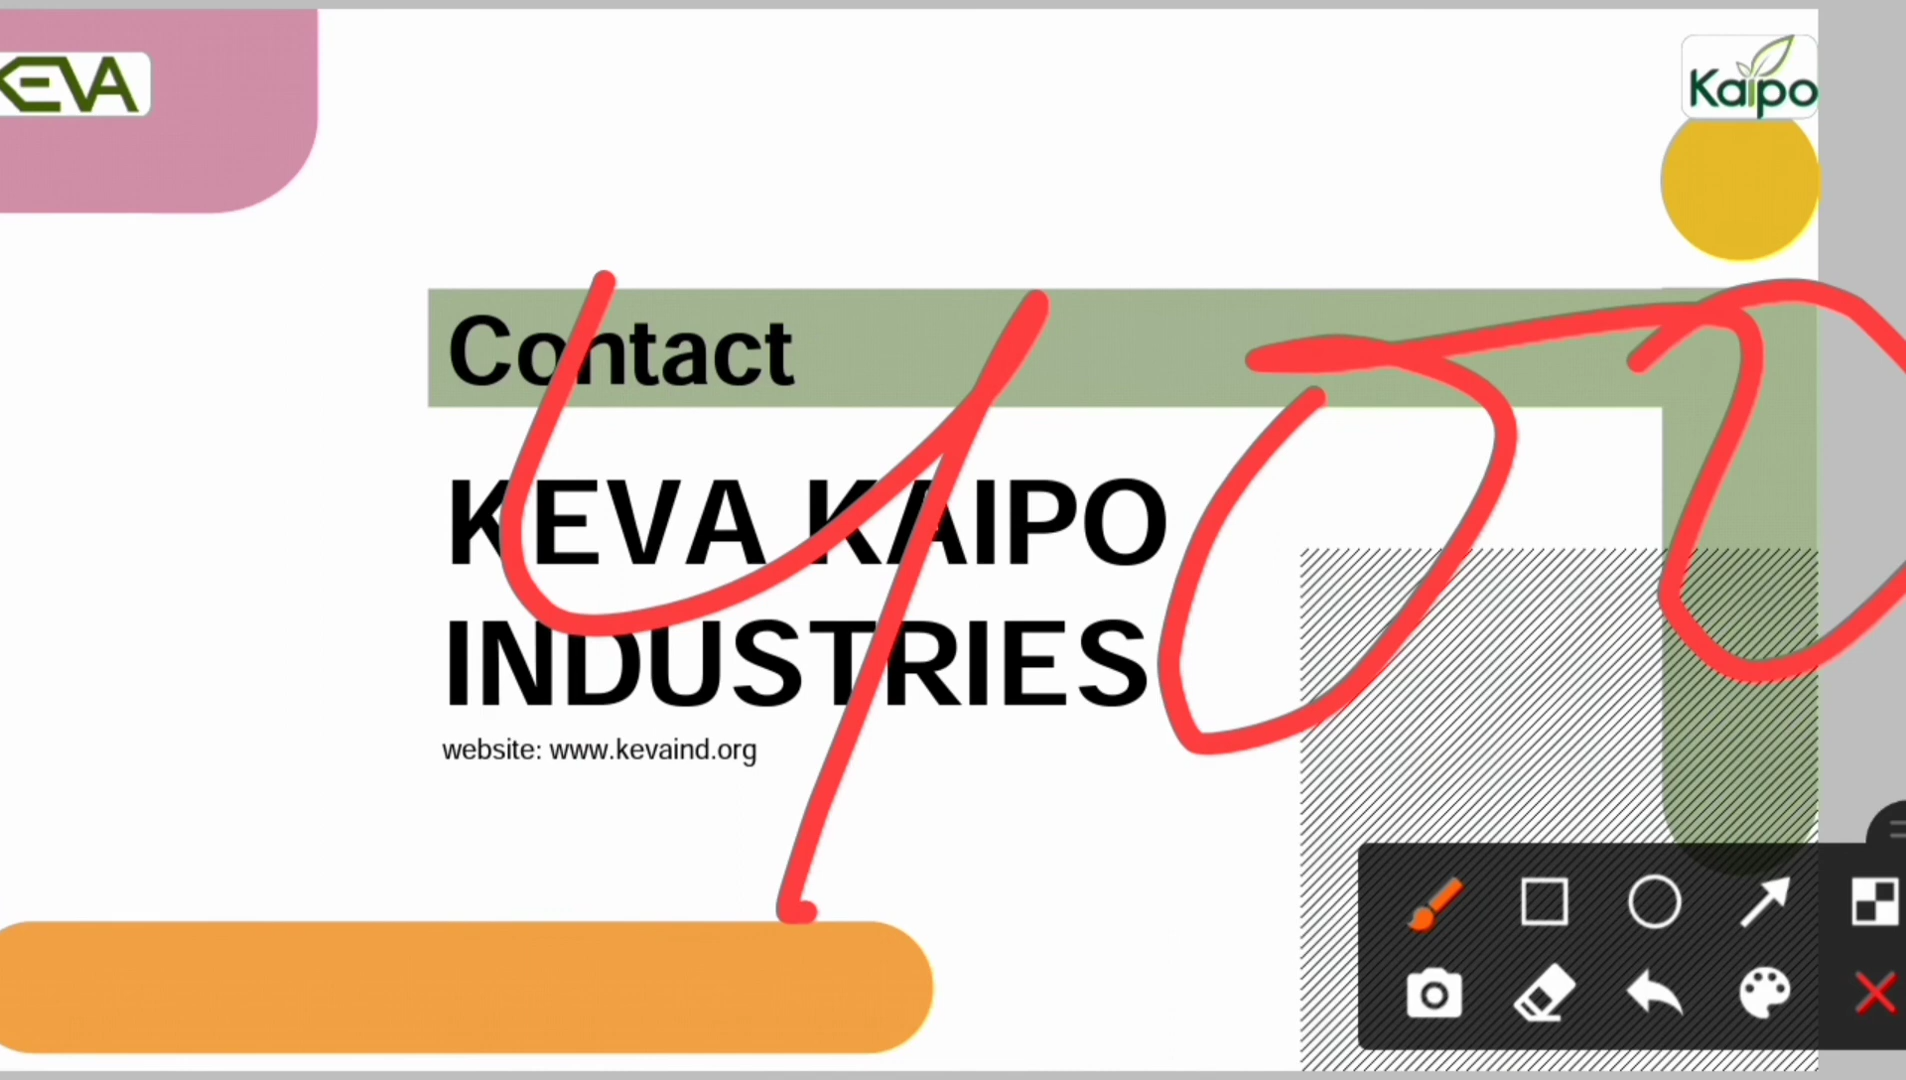 KEVA
Kaipo
Contact
KEVA KAIPO
INDUSTRIES
website: www.kevaind.org